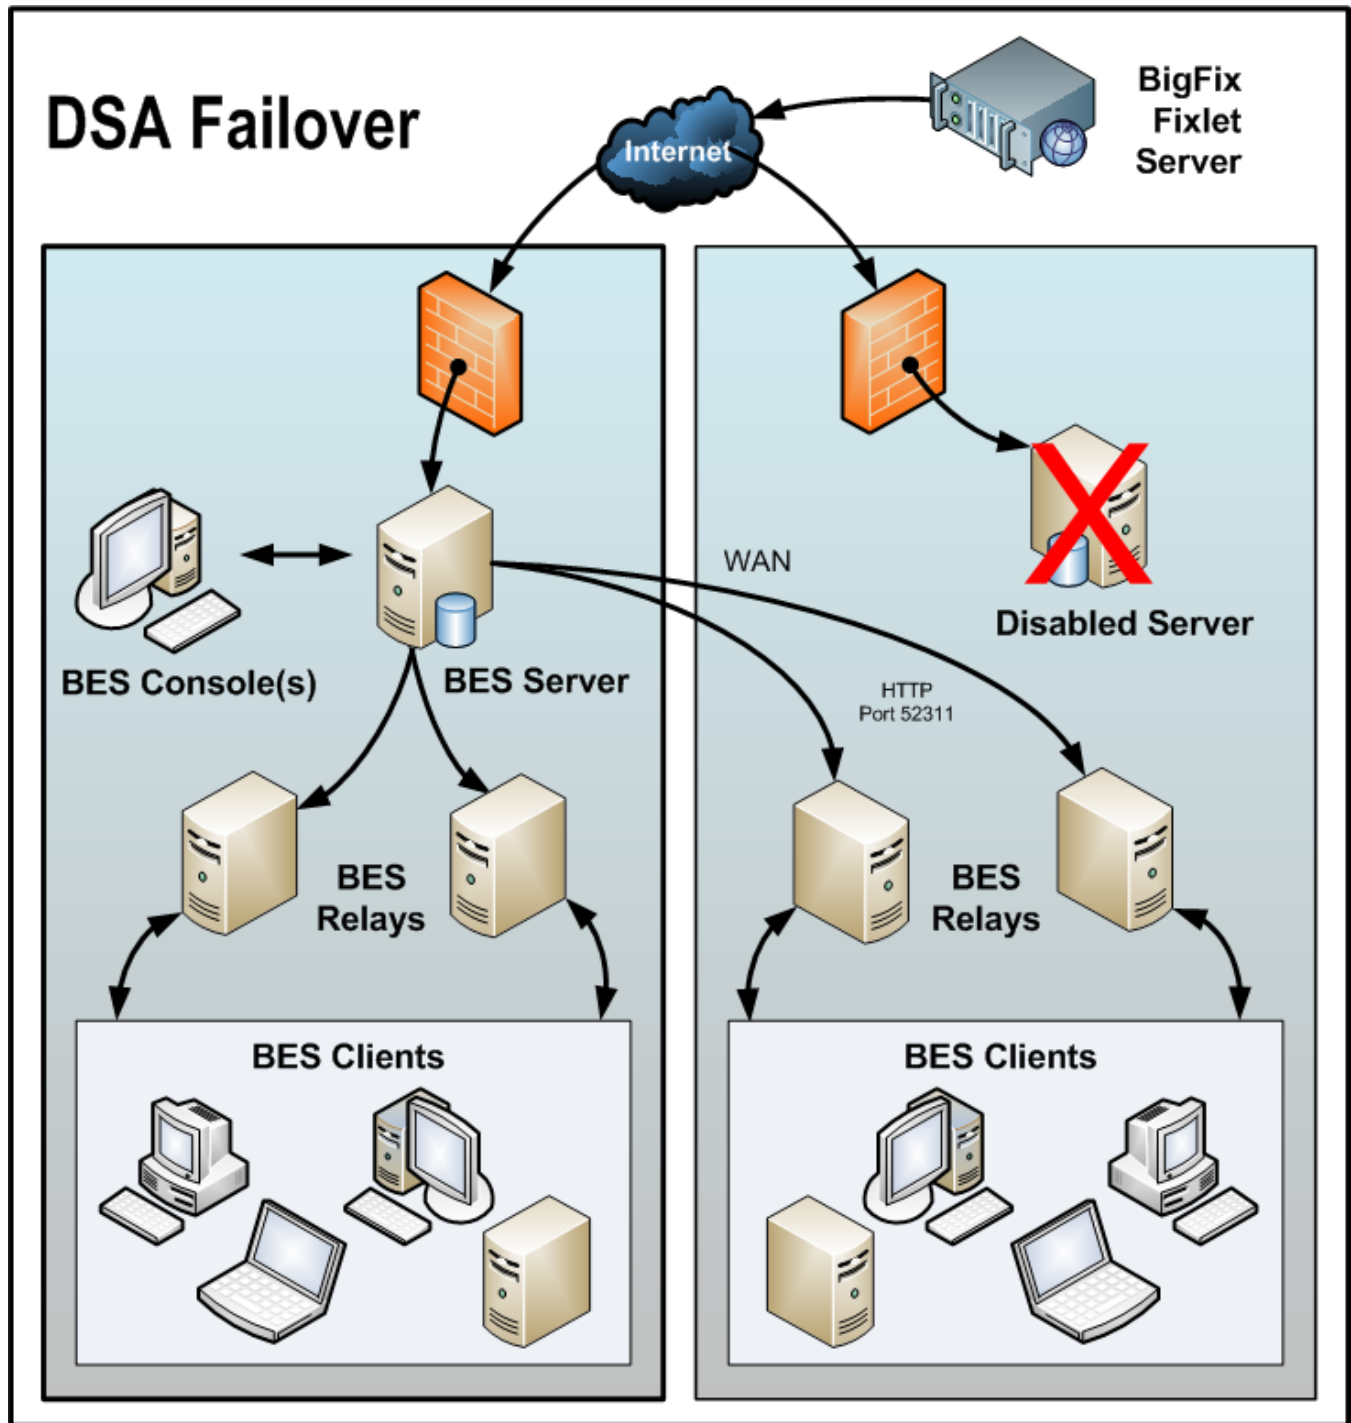 DSA Failover
BigFix
Fixlet
Server
Internet
WAN
Disabled Server
BES Console(s)
BES Server
HTTP
Port 52311
BES
Relays
BES
Relays
BES Clients
BES Clients